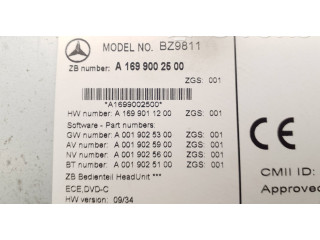 MODEL NO. BZ9811
ZB number: A 169 900 25 00
ZGS: 001
*A1699002500*
HW number: A 169 901 12 00 ZGS: 001
Software - Part numbers:
GW number: A 001 902 53 00 ZGS: 001
AV number: A 001 902 59 00 ZGS: 001
NV number: A 001 902 56 00 ZGS: 001
BT number: A 001 902 51 00 ZGS: 001
ZB Bedienteil HeadUnit ***
ECE,DVD-C
HW version: 09/34
CE
CMII ID:
Approved